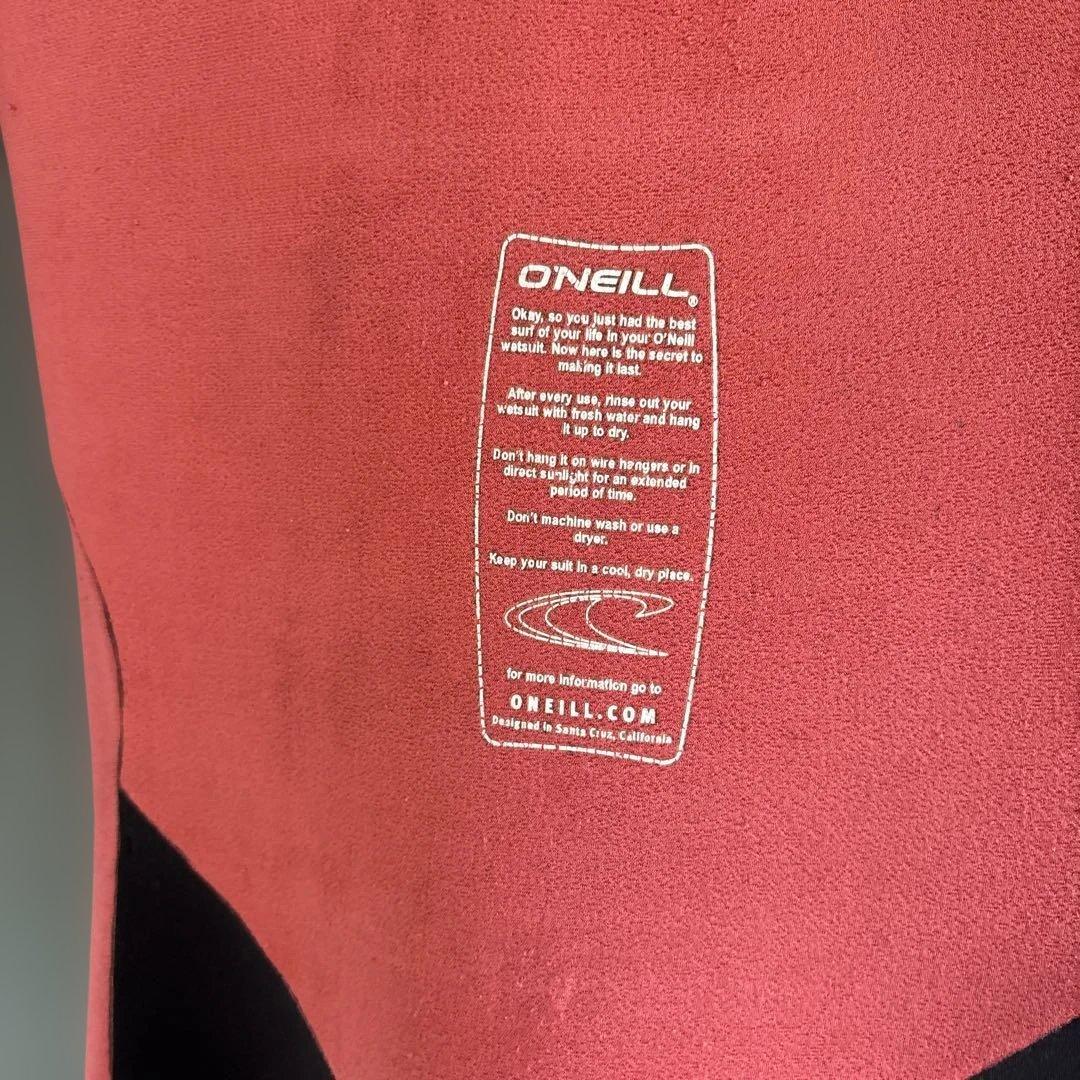 O'NEILL®
Okay, so you just had the best
surf of your life in your O'Neill
wetsuit. Now here is the secret to
making it last.
After every use, rinse out your
wetsuit with fresh water and hang
it up to dry.
Don't hang it on wire hangers or in
direct sunlight for an extended
period of time.
Don't machine wash or use a
dryer.
Keep your suit in a cool, dry place.
for more information go to
ONEILL.COM
Designed in Santa Cruz, California